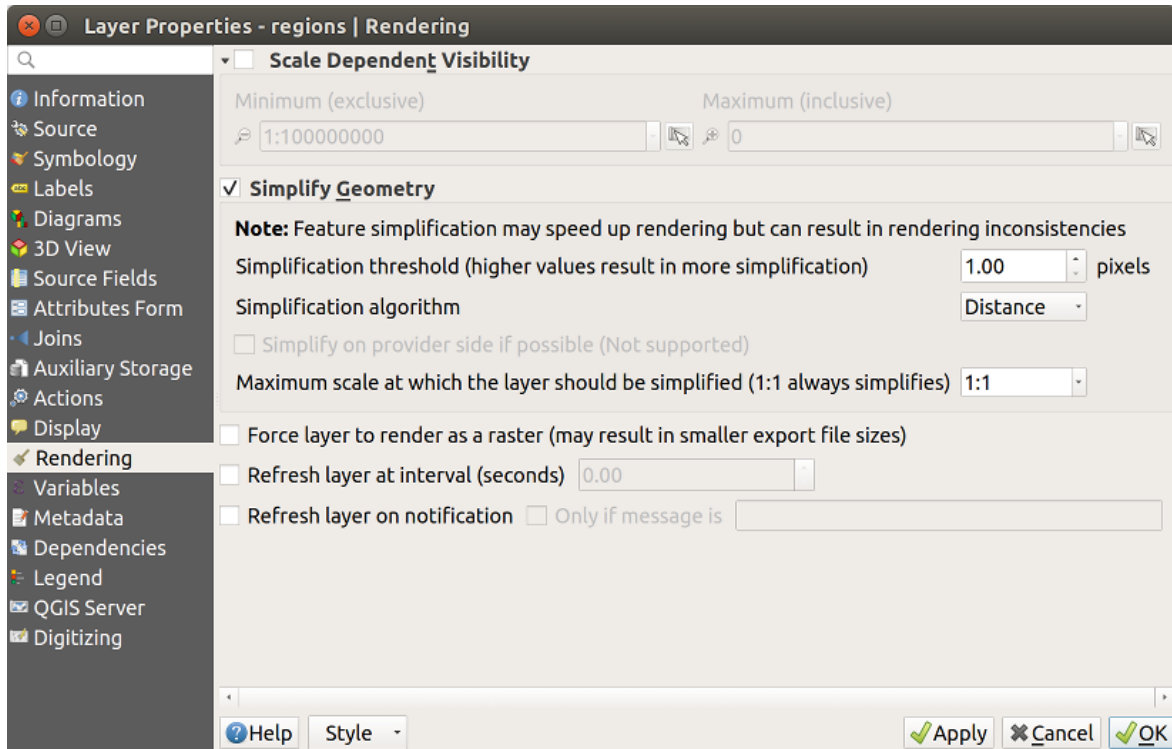 Layer Properties - regions | Rendering
Information
Source
Symbology
Labels
Diagrams
3D View
Source Fields
Attributes Form
Joins
Auxiliary Storage
Actions
Display
Rendering
Variables
Metadata
Dependencies
Legend
QGIS Server
Digitizing
Scale Dependent Visibility
Minimum (exclusive) Maximum (inclusive)
1:100000000 0
Simplify Geometry
Note: Feature simplification may speed up rendering but can result in rendering inconsistencies
Simplification threshold (higher values result in more simplification) 1.00 pixels
Simplification algorithm Distance
Simplify on provider side if possible (Not supported)
Maximum scale at which the layer should be simplified (1:1 always simplifies) 1:1
Force layer to render as a raster (may result in smaller export file sizes)
Refresh layer at interval (seconds) 0.00
Refresh layer on notification Only if message is
Help Style Apply Cancel OK